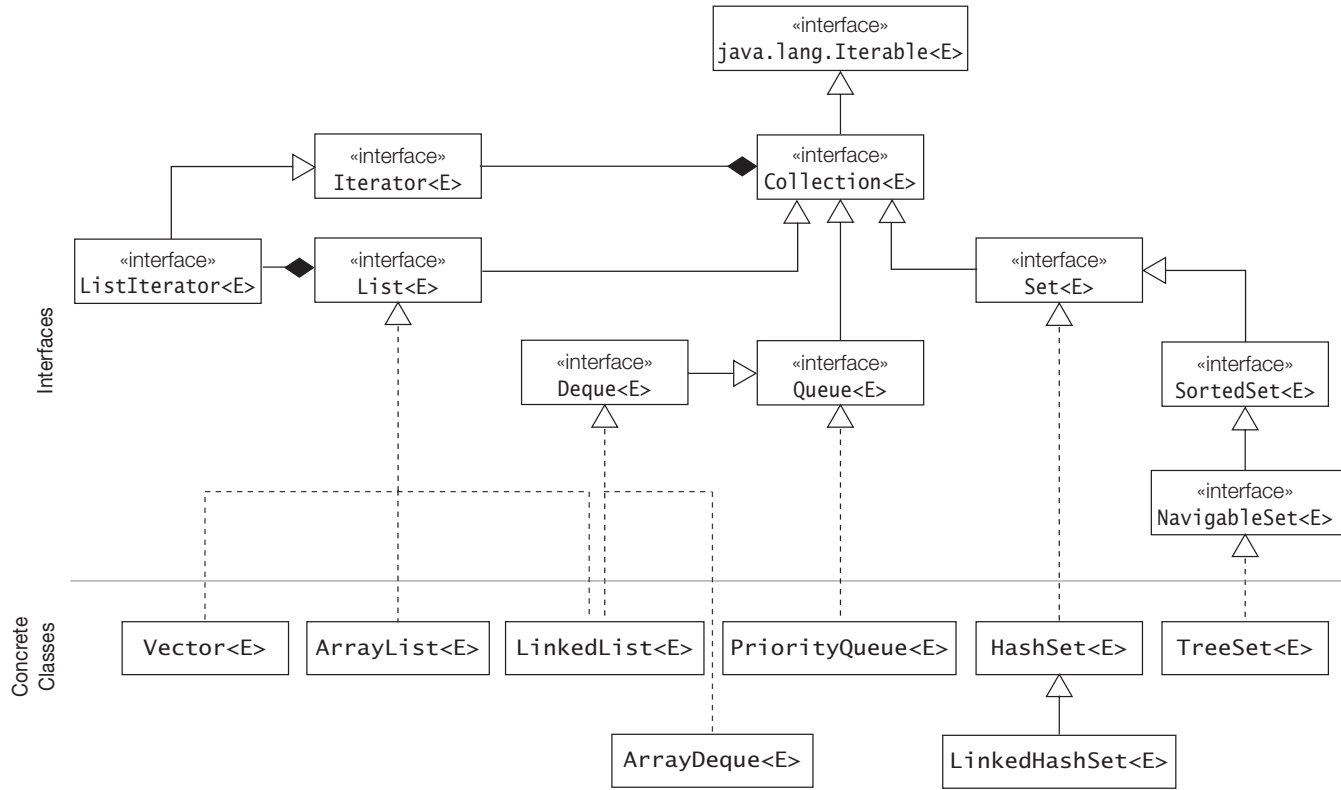 «interface»
java.lang.Iterable<E>
«interface»
Iterator<E>
«interface»
Collection<E>
«interface»
ListIterator<E>
«interface»
List<E>
«interface»
Set<E>
Interfaces
«interface»
Deque<E>
«interface»
Queue<E>
«interface»
SortedSet<E>
«interface»
NavigableSet<E>
Concrete
Classes
Vector<E>
ArrayList<E>
LinkedList<E>
PriorityQueue<E>
HashSet<E>
TreeSet<E>
ArrayDeque<E>
LinkedHashSet<E>